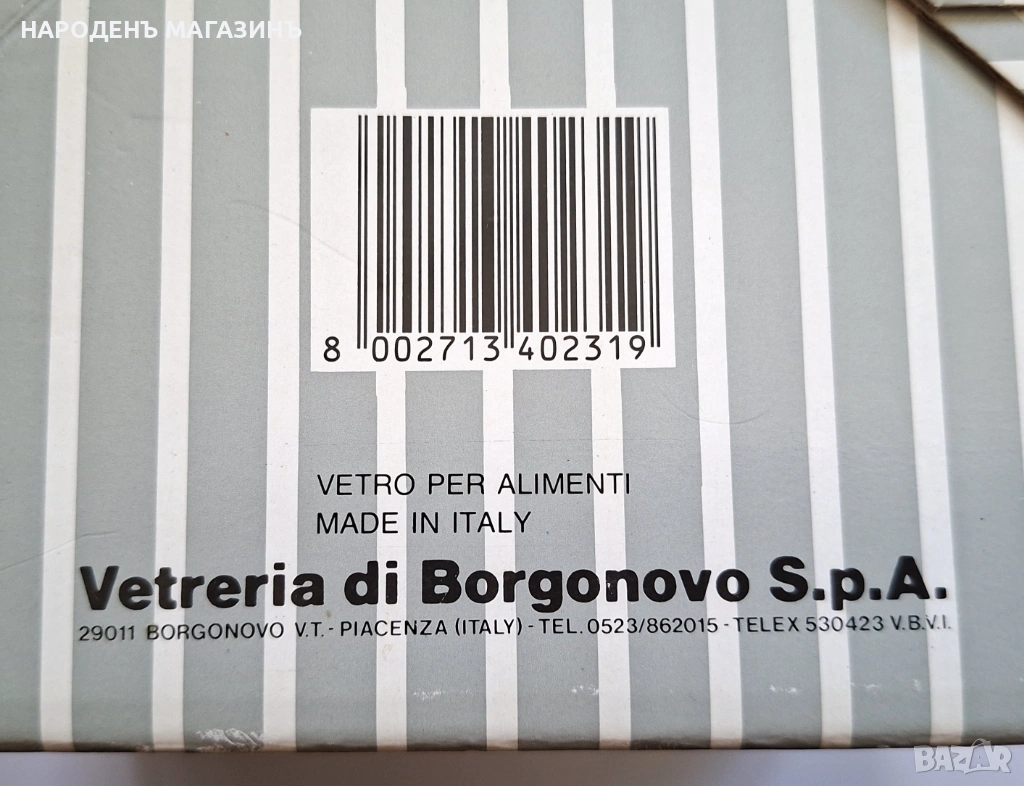 НАРОДЕНЪ МАГАЗИНЪ
8 002713 402319
VETRO PER ALIMENTI
MADE IN ITALY
Vetreria di Borgonovo S.p.A.
29011 BORGONOVO V.T. - PIACENZA (ITALY) - TEL. 0523/862015 - TELEX 530423 V.B.V.I.
BAZAR